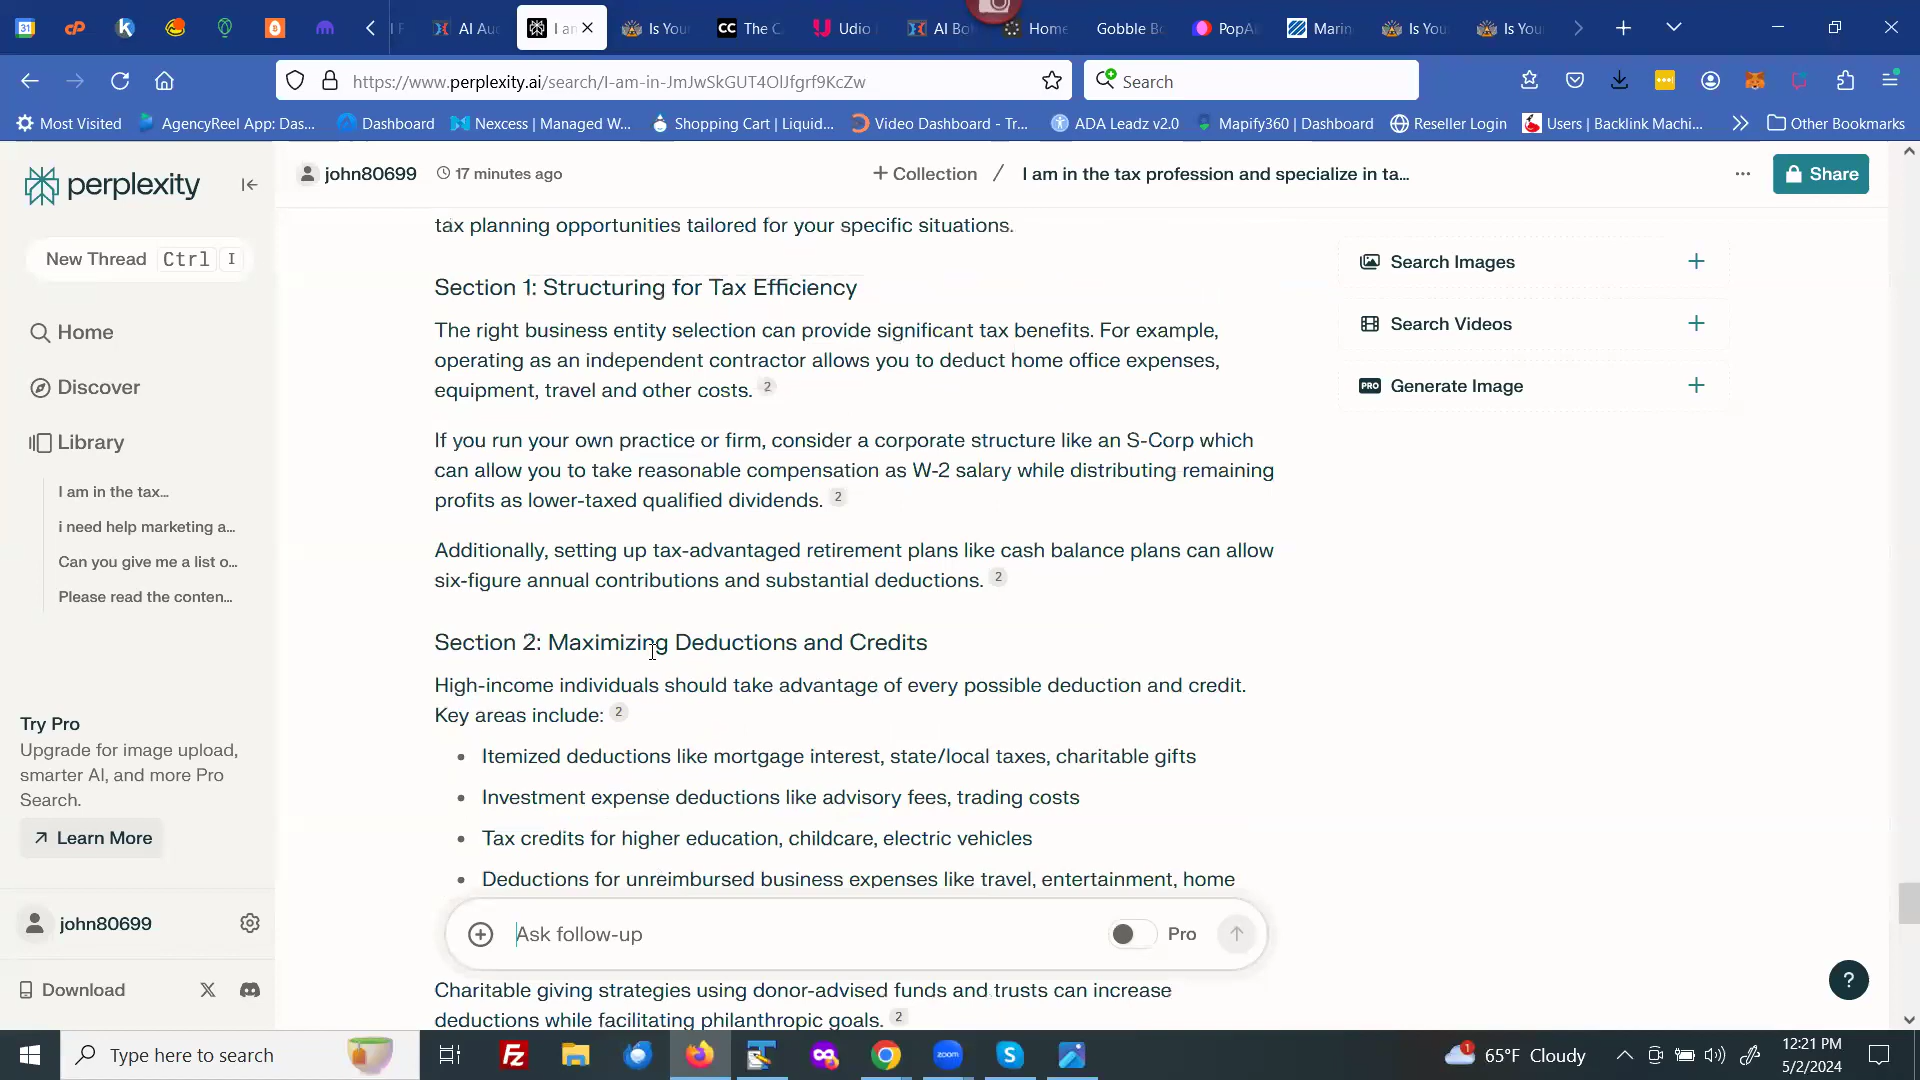 31
AI Au
I an
Is You
CC The C
Udio
AI Bo
Home
Gobble B
PopA
Marin
Is You
Is You
https://www.perplexity.ai/search/I-am-in-JmJwSkGUT4OlJfgrf9KcZw
Search
Most Visited
AgencyReel App: Das...
Dashboard
Nexcess | Managed W...
Shopping Cart | Liquid...
Video Dashboard - Tr...
ADA Leadz v2.0
Mapify360 | Dashboard
Reseller Login
Users | Backlink Machi...
Other Bookmarks
perplexity
john80699
17 minutes ago
+ Collection / I am in the tax profession and specialize in ta...
Share
New Thread Ctrl I
Home
Discover
Library
I am in the tax...
i need help marketing a...
Can you give me a list o...
Please read the conten...
Try Pro
Upgrade for image upload,
smarter AI, and more Pro
Search.
Learn More
john80699
Download
tax planning opportunities tailored for your specific situations.
Section 1: Structuring for Tax Efficiency
The right business entity selection can provide significant tax benefits. For example,
operating as an independent contractor allows you to deduct home office expenses,
equipment, travel and other costs. 2
If you run your own practice or firm, consider a corporate structure like an S-Corp which
can allow you to take reasonable compensation as W-2 salary while distributing remaining
profits as lower-taxed qualified dividends. 2
Additionally, setting up tax-advantaged retirement plans like cash balance plans can allow
six-figure annual contributions and substantial deductions. 2
Section 2: Maximizing Deductions and Credits
High-income individuals should take advantage of every possible deduction and credit.
Key areas include: 2
• Itemized deductions like mortgage interest, state/local taxes, charitable gifts
• Investment expense deductions like advisory fees, trading costs
• Tax credits for higher education, childcare, electric vehicles
• Deductions for unreimbursed business expenses like travel, entertainment, home
Ask follow-up
Pro
Charitable giving strategies using donor-advised funds and trusts can increase
deductions while facilitating philanthropic goals. 2
Search Images
Search Videos
PRO Generate Image
?
Type here to search
zoom
1
65°F Cloudy
12:21 PM
5/2/2024